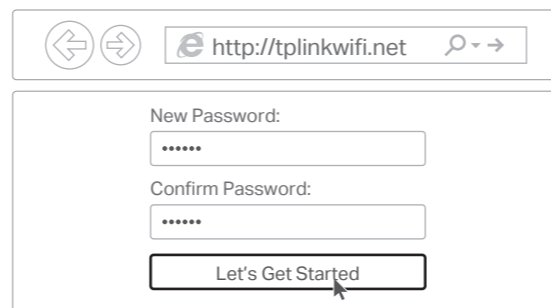 http://tplinkwifi.net
New Password:
••••••
Confirm Password:
••••••
Let's Get Started